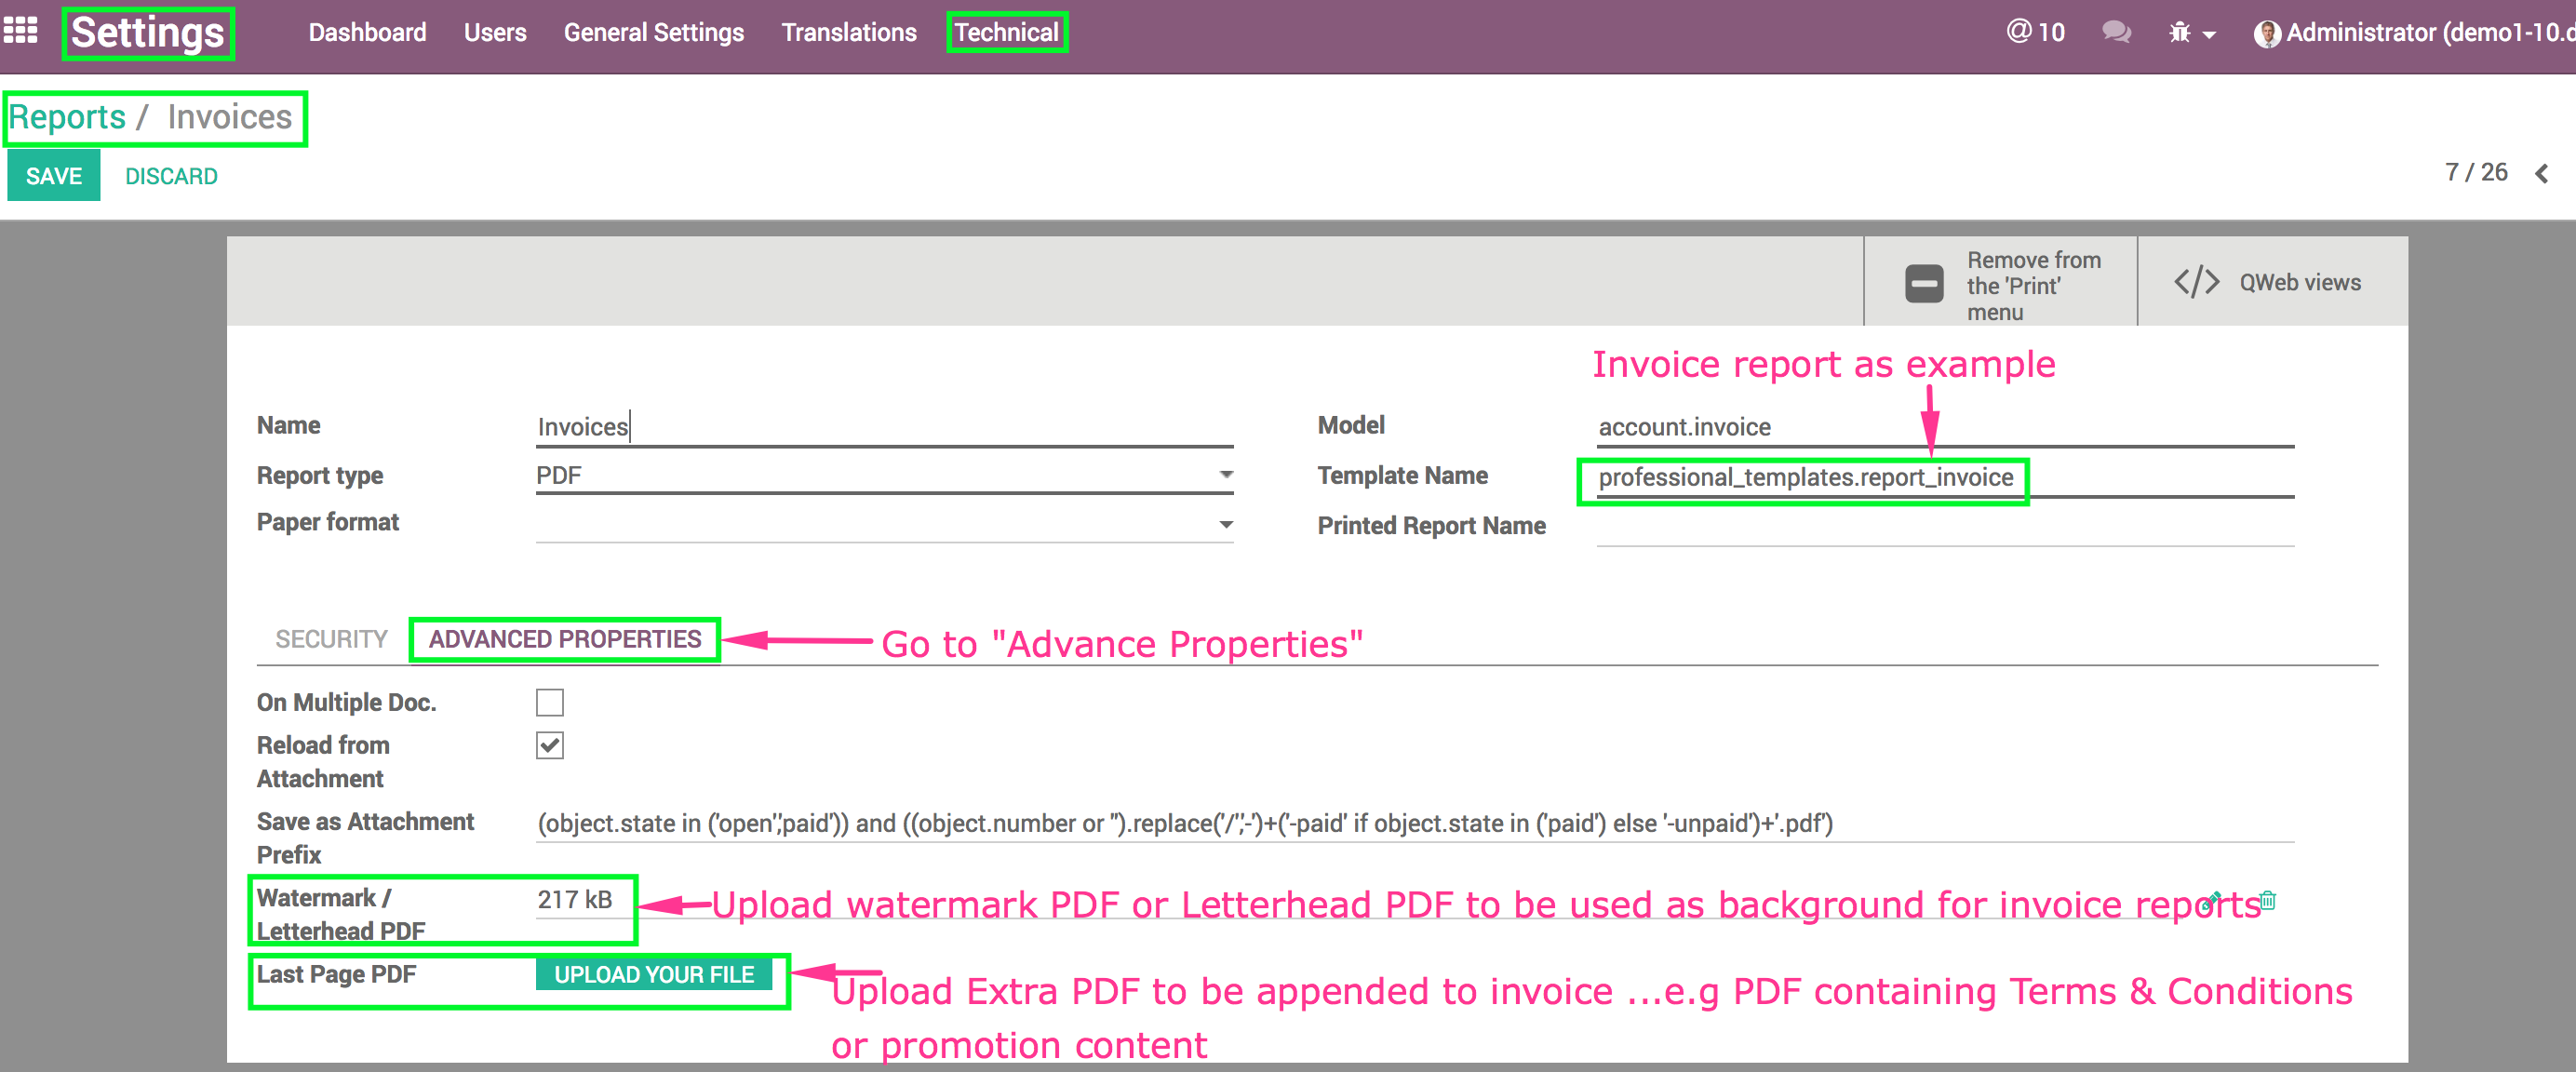 Settings Dashboard Users General Settings Translations Technical @ 10 Administrator (demo1-10.d
Reports / Invoices
SAVE DISCARD 7 / 26
Remove from
the 'Print'
menu
QWeb views
Invoice report as example
Name Invoices Model account.invoice
Report type PDF Template Name professional_templates.report_invoice
Paper format Printed Report Name
SECURITY ADVANCED PROPERTIES Go to "Advance Properties"
On Multiple Doc.
Reload from
Attachment
Save as Attachment
Prefix
(object.state in ('open','paid')) and ((object.number or '').replace('/','-')+('-paid' if object.state in ('paid') else '-unpaid')+'.pdf')
Watermark /
Letterhead PDF
217 kB
Upload watermark PDF or Letterhead PDF to be used as background for invoice reports
Last Page PDF UPLOAD YOUR FILE
Upload Extra PDF to be appended to invoice ...e.g PDF containing Terms & Conditions
or promotion content